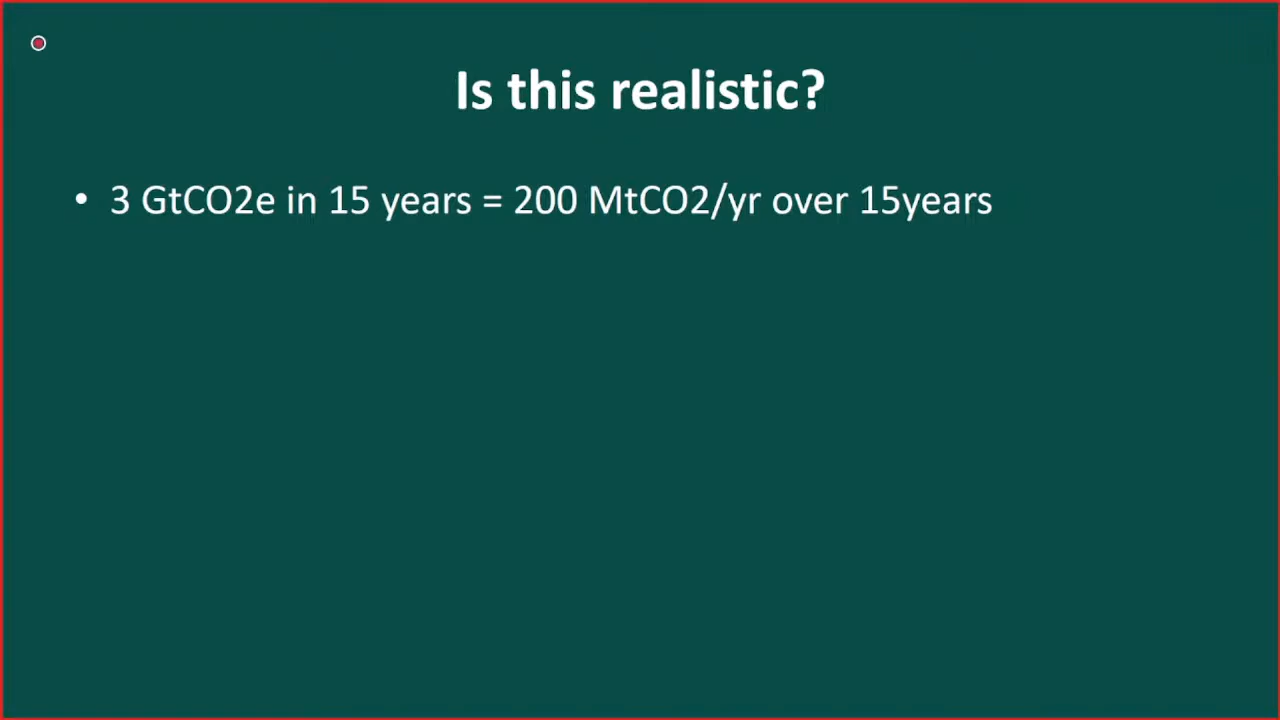 Is this realistic?
• 3 GtCO2e in 15 years = 200 MtCO2/yr over 15years